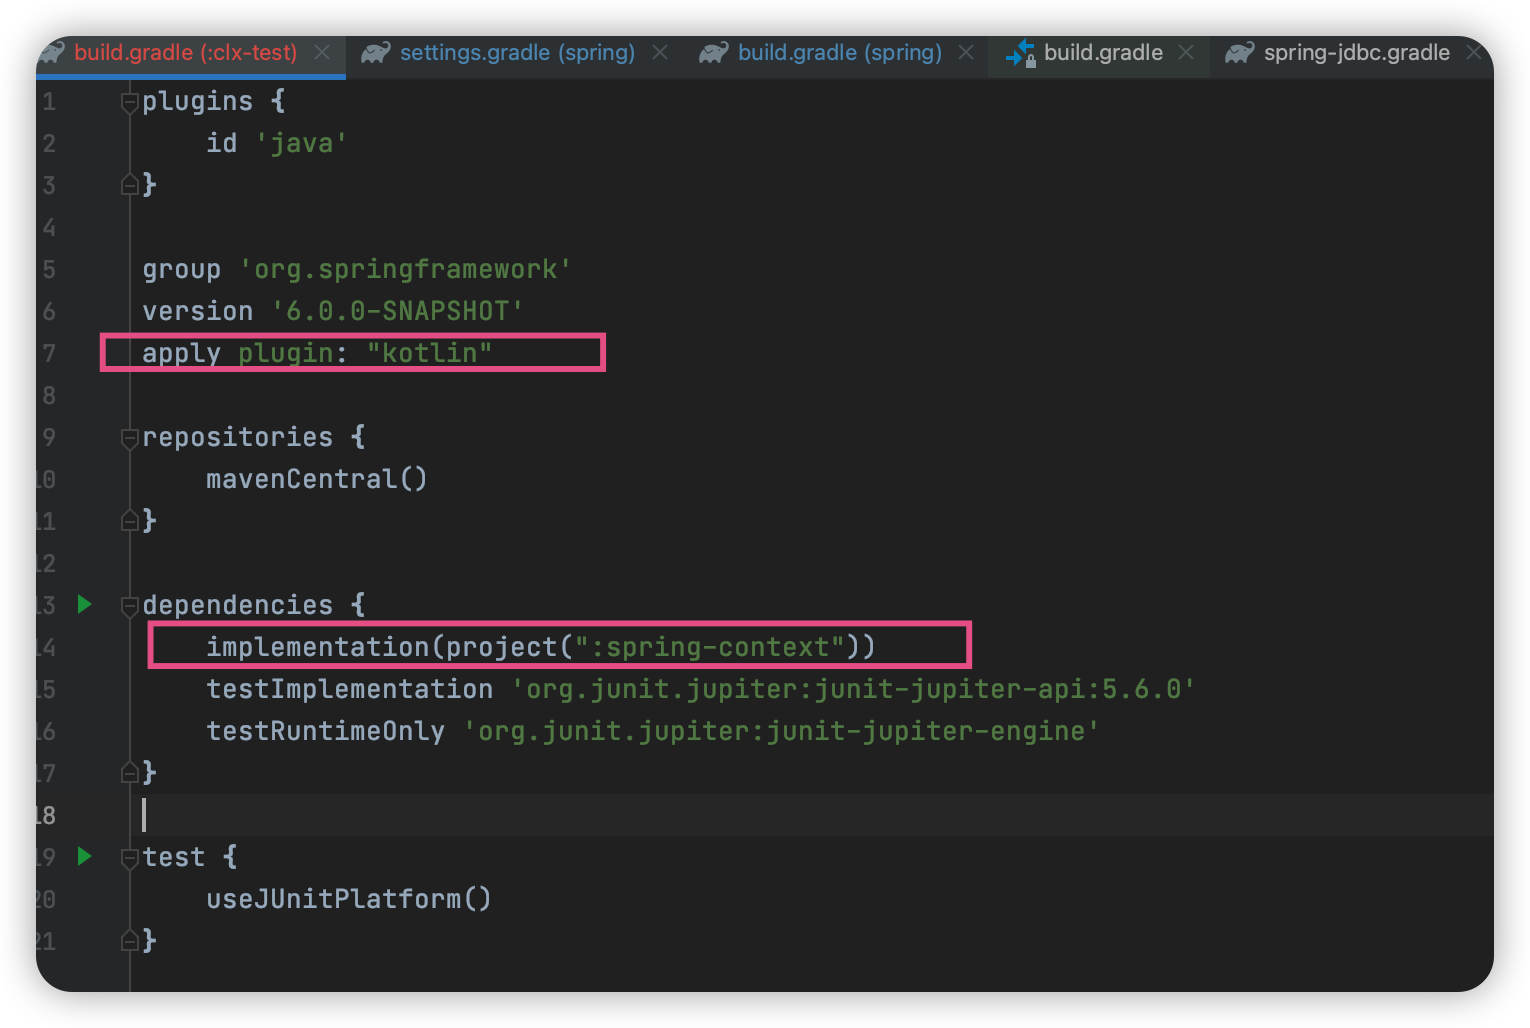 build.gradle (:clx-test) settings.gradle (spring) build.gradle (spring) build.gradle spring-jdbc.gradle
1 plugins {
2 id 'java'
3 }
4
5 group 'org.springframework'
6 version '6.0.0-SNAPSHOT'
7 apply plugin: "kotlin"
8
9 repositories {
10 mavenCentral()
11 }
12
13 dependencies {
14 implementation(project(":spring-context"))
15 testImplementation 'org.junit.jupiter:junit-jupiter-api:5.6.0'
16 testRuntimeOnly 'org.junit.jupiter:junit-jupiter-engine'
17 }
18
19 test {
20 useJUnitPlatform()
21 }